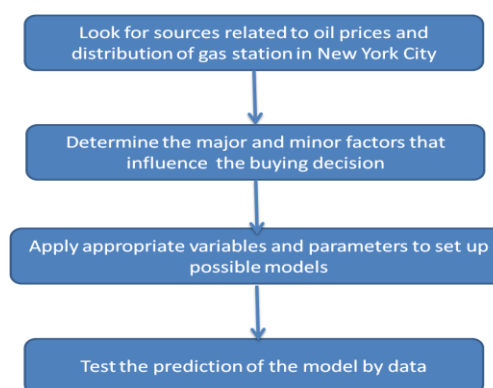 Look for sources related to oil prices and
distribution of gas station in New York City
Determine the major and minor factors that
influence the buying decision
Apply appropriate variables and parameters to set up
possible models
Test the prediction of the model by data